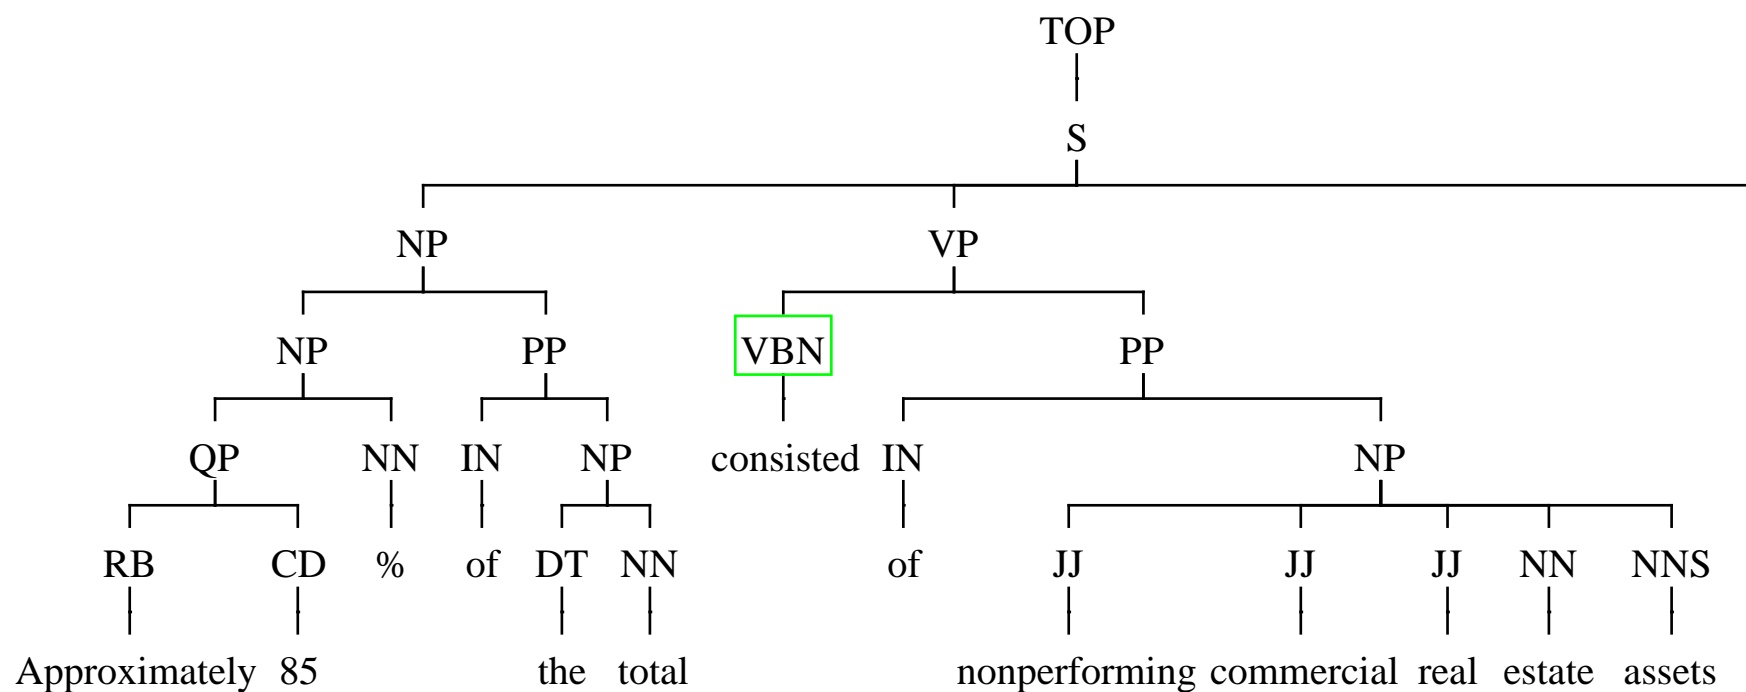 TOP
S
NP VP
NP PP VBN PP
QP NN IN NP consisted IN NP
RB CD % of DT NN of JJ JJ JJ NN NNS
Approximately 85 the total nonperforming commercial real estate assets